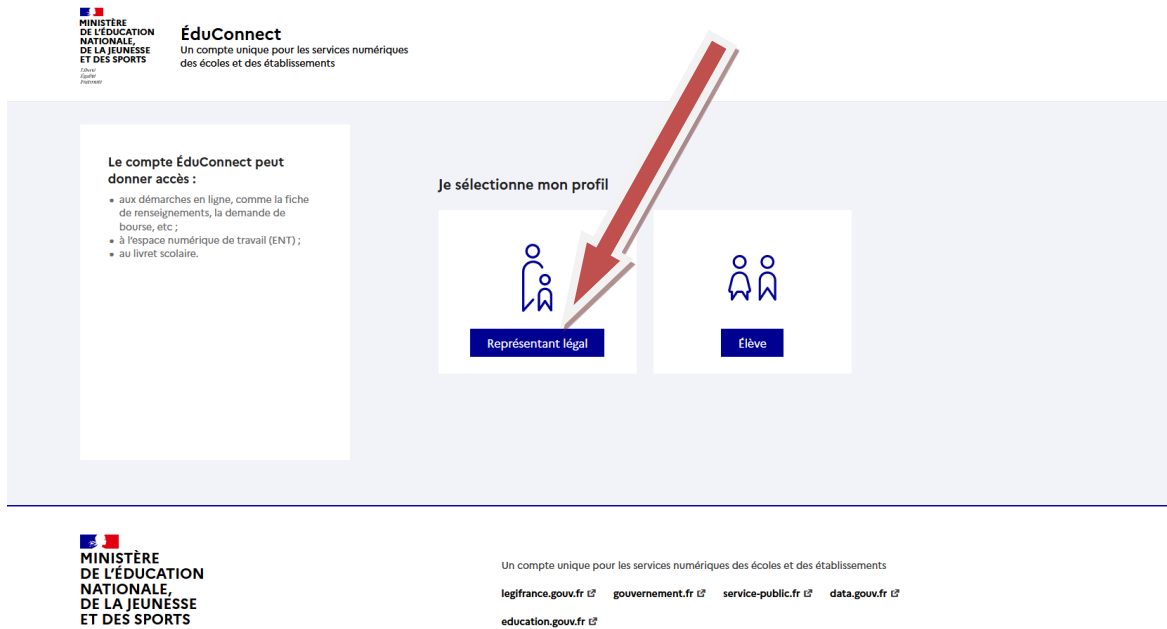 MINISTÈRE
DE L'ÉDUCATION
NATIONALE,
DE LA JEUNESSE
ET DES SPORTS
Liberté
Égalité
Fraternité
ÉduConnect
Un compte unique pour les services numériques
des écoles et des établissements
Le compte ÉduConnect peut
donner accès :
• aux démarches en ligne, comme la fiche
de renseignements, la demande de
bourse, etc ;
• à l'espace numérique de travail (ENT) ;
• au livret scolaire.
Je sélectionne mon profil
Représentant légal
Élève
MINISTÈRE
DE L'ÉDUCATION
NATIONALE,
DE LA JEUNESSE
ET DES SPORTS
Un compte unique pour les services numériques des écoles et des établissements
legifrance.gouv.fr gouvernement.fr service-public.fr data.gouv.fr
education.gouv.fr